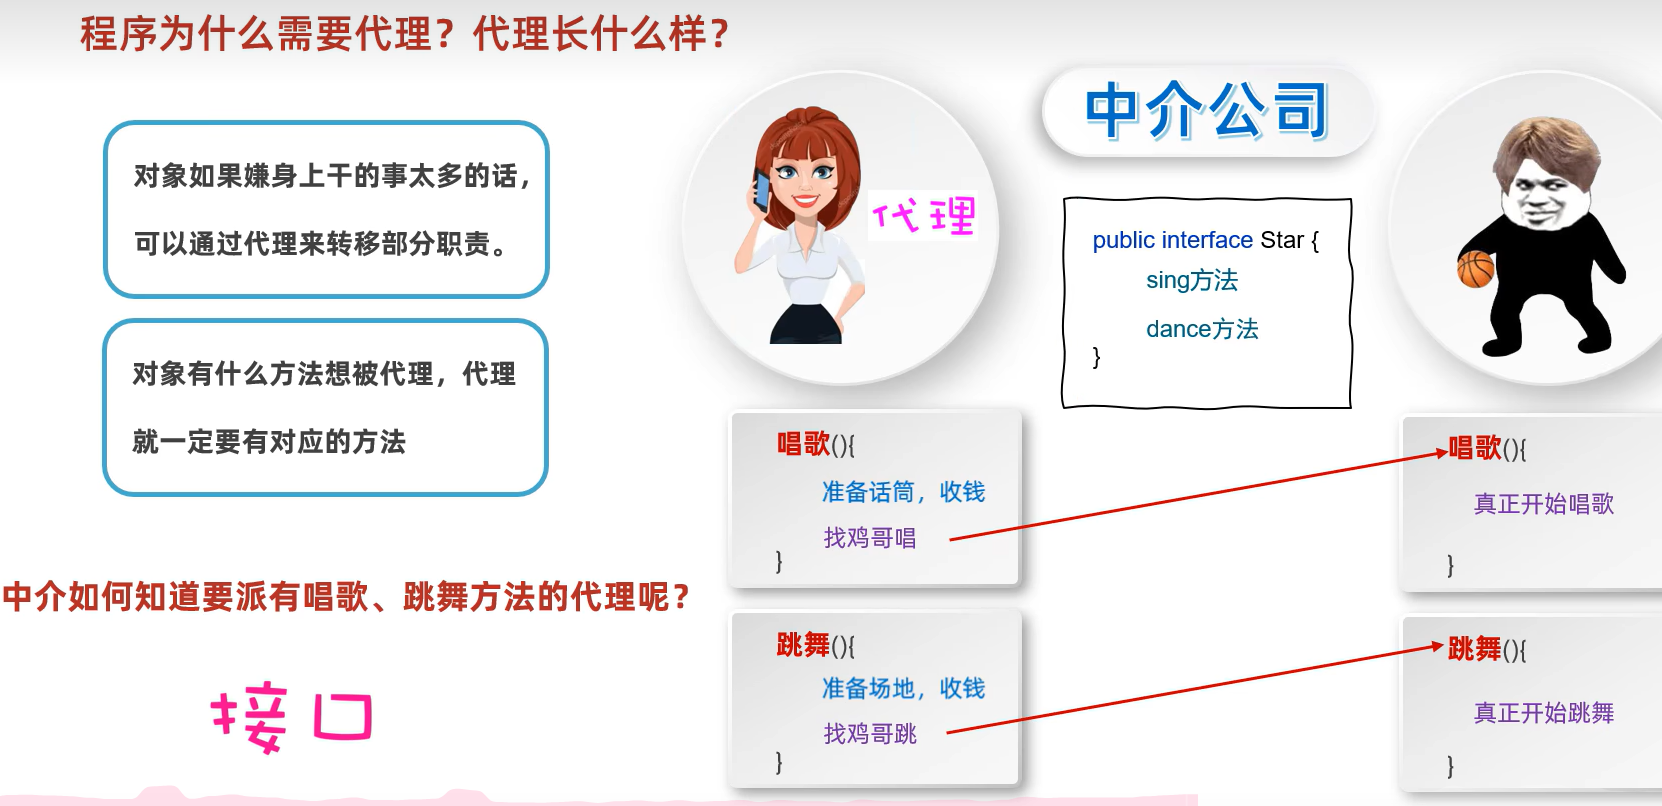 程序为什么需要代理？代理长什么样？
对象如果嫌身上干的事太多的话，
可以通过代理来转移部分职责。
对象有什么方法想被代理，代理
就一定要有对应的方法
中介如何知道要派有唱歌、跳舞方法的代理呢？
接口
代理
中介公司
public interface Star {
sing方法
dance方法
}
唱歌(){
准备话筒，收钱
找鸡哥唱
}
跳舞(){
准备场地，收钱
找鸡哥跳
}
唱歌(){
真正开始唱歌
}
跳舞(){
真正开始跳舞
}